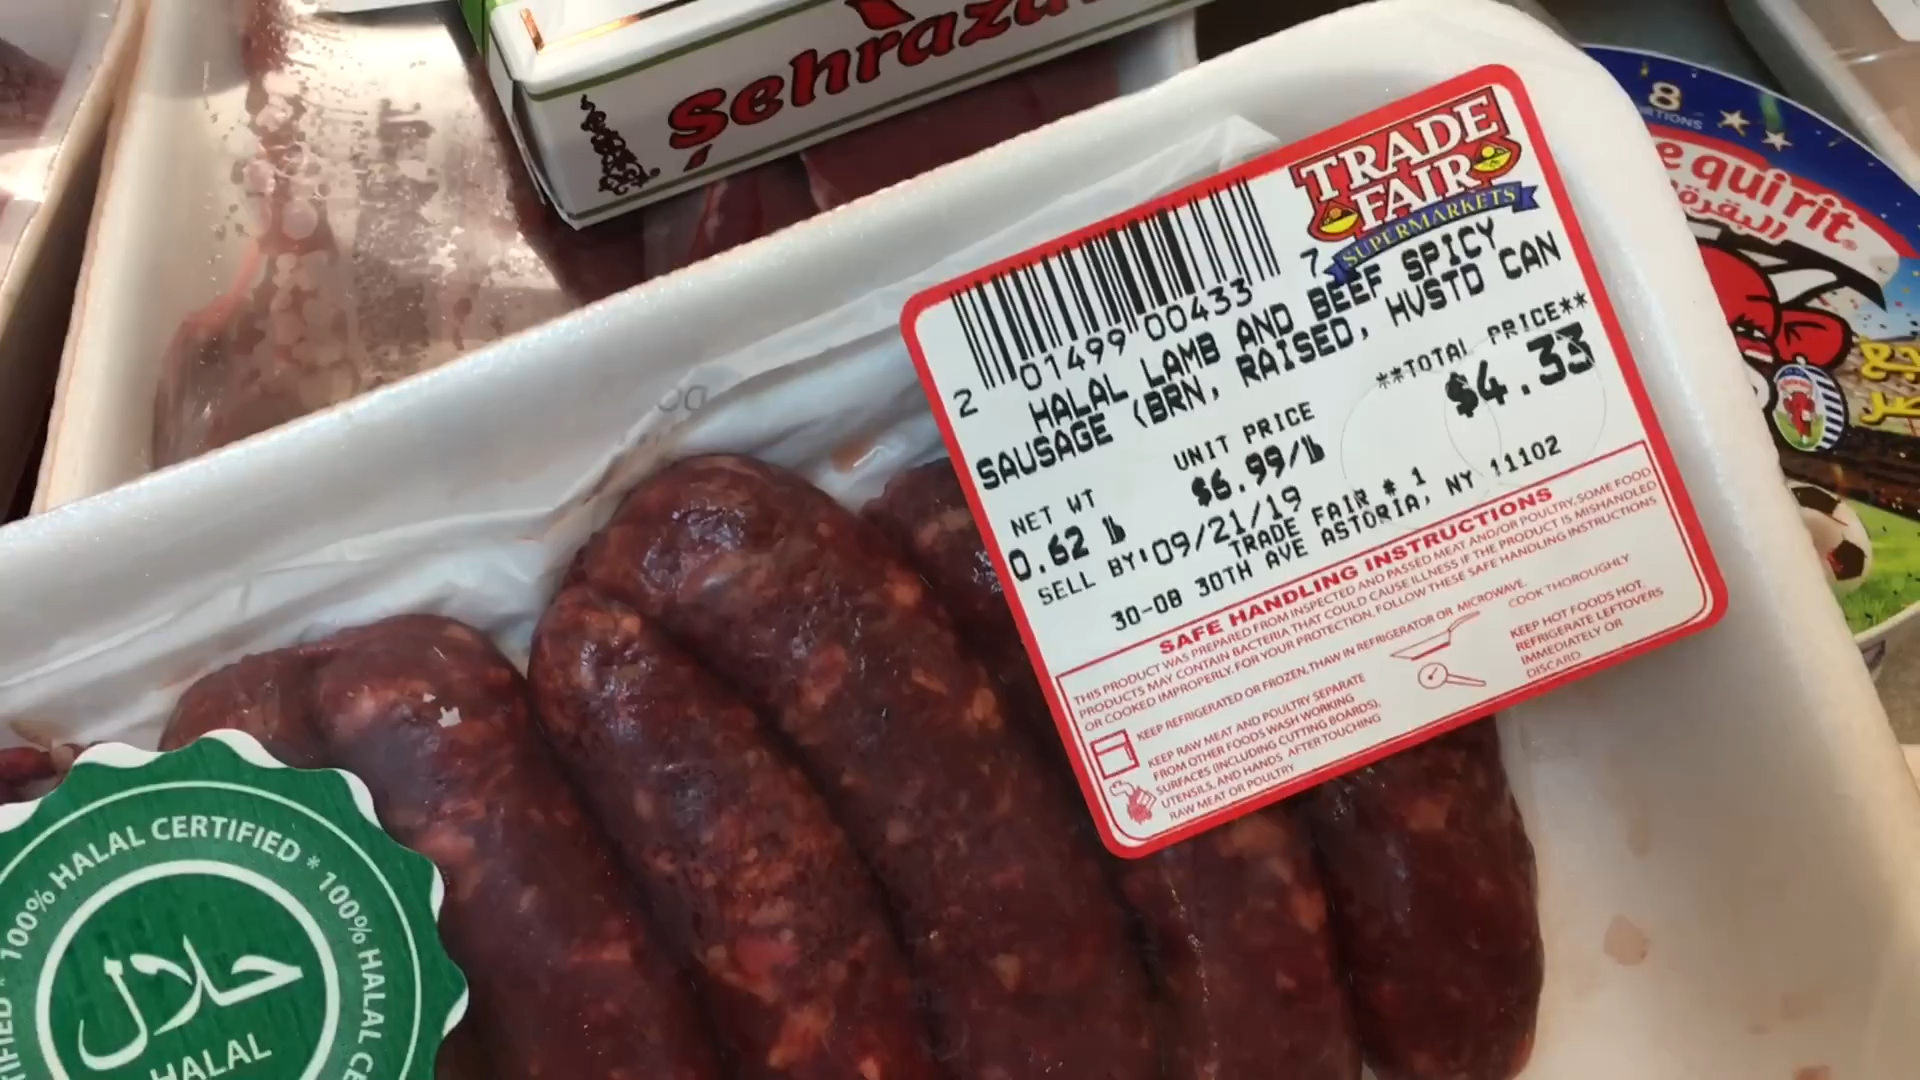 Şehraza
TRADE
FAIR
SUPERMARKETS
2 01499 00433 7
HALAL LAMB AND BEEF SPICY
SAUSAGE (BRN, RAISED, HVSTD CAN
NET WT
0.62 lb
UNIT PRICE
$6.99/lb
**TOTAL PRICE**
$4.33
SELL BY:09/21/19
TRADE FAIR # 1
30-08 30TH AVE ASTORIA, NY 11102
SAFE HANDLING INSTRUCTIONS
THIS PRODUCT WAS PREPARED FROM INSPECTED AND PASSED MEAT AND/OR POULTRY. SOME FOOD
PRODUCTS MAY CONTAIN BACTERIA THAT COULD CAUSE ILLNESS IF THE PRODUCT IS MISHANDLED
OR COOKED IMPROPERLY. FOR YOUR PROTECTION, FOLLOW THESE SAFE HANDLING INSTRUCTIONS
KEEP REFRIGERATED OR FROZEN. THAW IN REFRIGERATOR OR MICROWAVE.
KEEP RAW MEAT AND POULTRY SEPARATE
FROM OTHER FOODS WASH WORKING
SURFACES (INCLUDING CUTTING BOARDS),
UTENSILS, AND HANDS AFTER TOUCHING
RAW MEAT OR POULTRY
COOK THOROUGHLY
KEEP HOT FOODS HOT.
REFRIGERATE LEFTOVERS
IMMEDIATELY OR
DISCARD
8
RTIONS
e qui rit
البقرة
100% HALAL CERTIFIED * 100% HALAL CE
حلال
HALAL